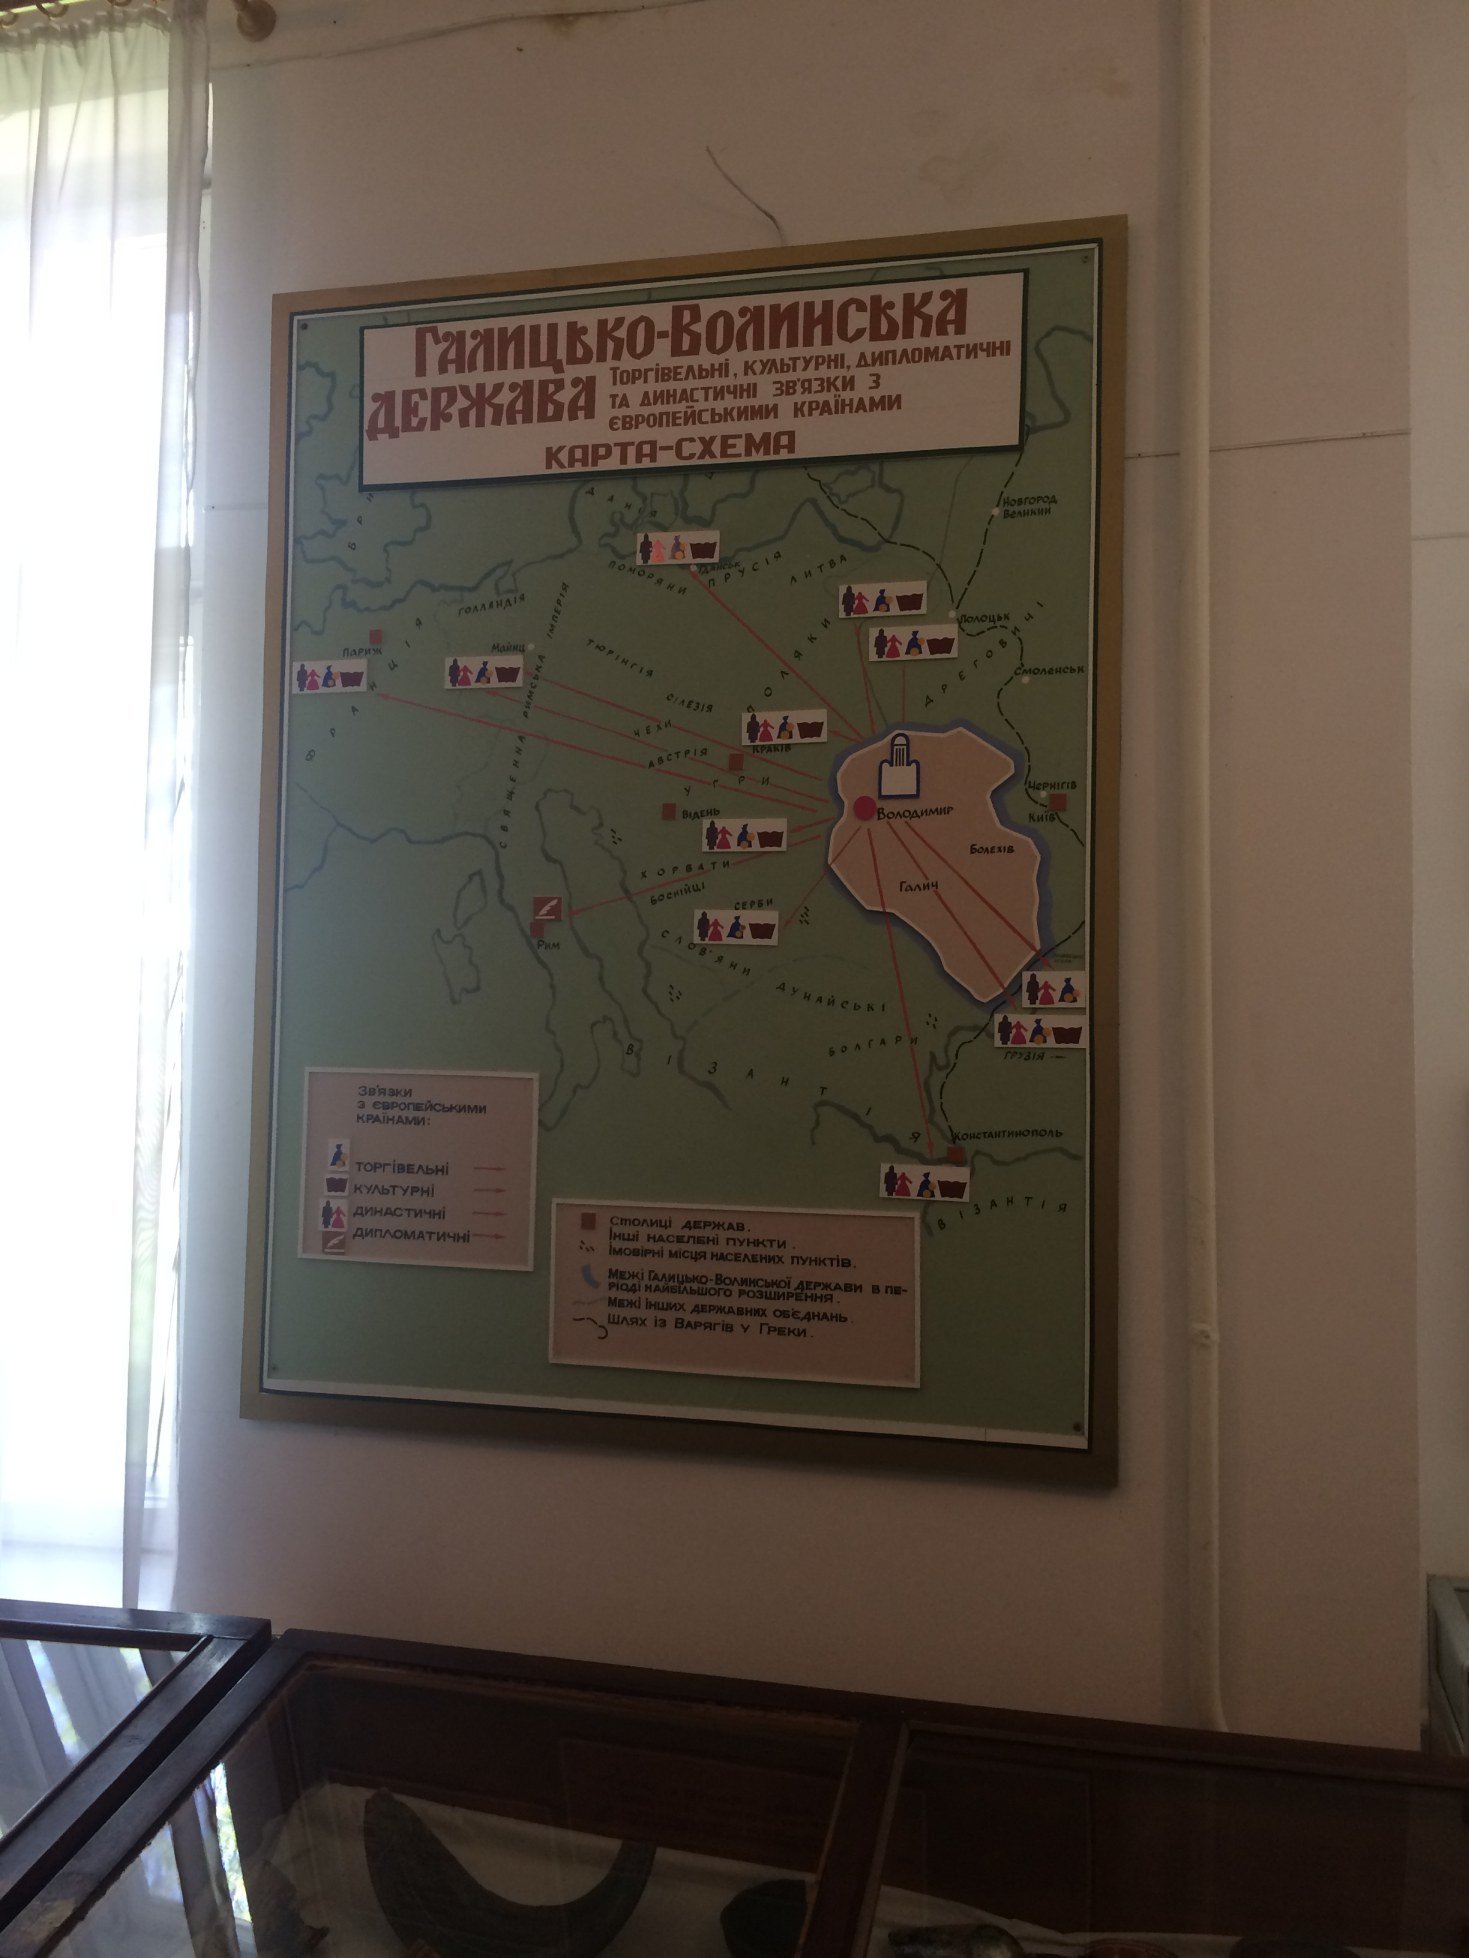 Галицько-Волинська
держава
Торгівельні, культурні, дипломатичні
та династичні зв'язки з
європейськими країнами
Карта-схема
Данія
Новгород
Великий
Гданськ
Поморяни
Прусія
Литва
Голландія
Полоцьк
Париж
Майнц
Франція
Священна Римська імперія
Тюрінгія
Поляки
Дреговичі
Смоленськ
Сілезія
Чехи
Краків
Австрія
Угри
Чернігів
Київ
Відень
Володимир
Болехів
Галич
Хорвати
Боснійці
Серби
Рим
Слов'яни
Дунайські
Болгари
Грузія
Візантія
Константинополь
Візантія
Зв'язки
з європейськими
країнами:
торгівельні
культурні
династичні
дипломатичні
Столиці держав.
Інші населені пункти.
Імовірні місця населених пунктів.
Межі Галицько-Волинської держави в пе-
ріоді найбільшого розширення.
Межі інших державних об'єднань.
Шлях із Варягів у Греки.